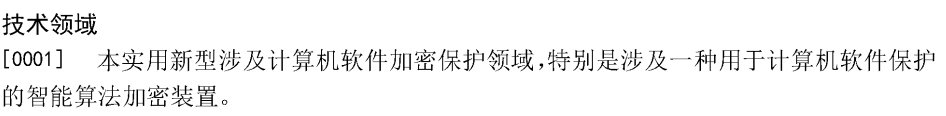 技术领域
[0001] 本实用新型涉及计算机软件加密保护领域,特别是涉及一种用于计算机软件保护
的智能算法加密装置。